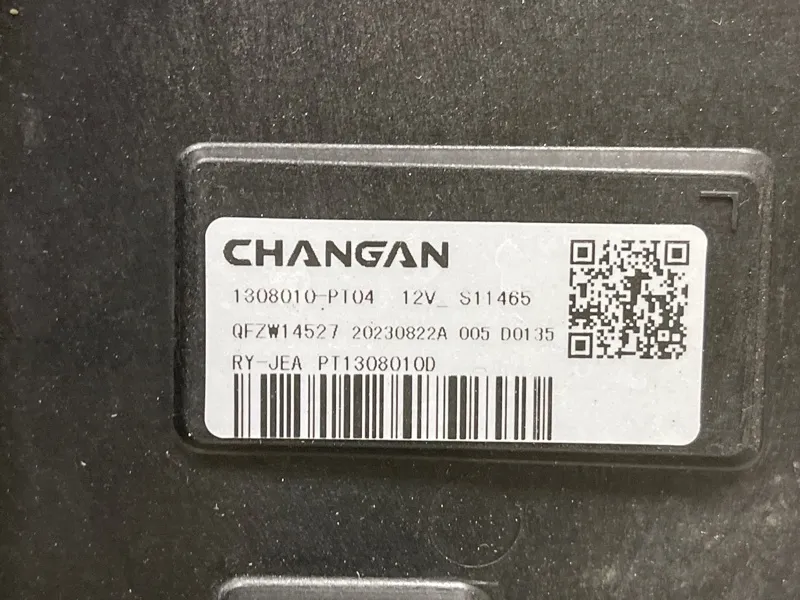 CHANGAN
1308010-PT04 12V_ S11465
QFZW14527 20230822A 005 D0135
RY-JEA PT1308010D